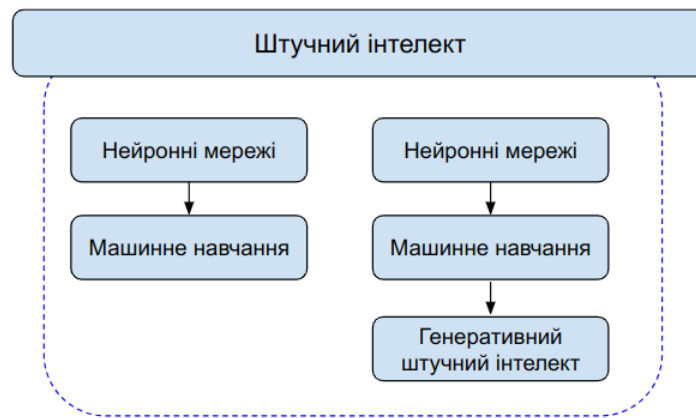 Штучний інтелект
Нейронні мережі
Нейронні мережі
Машинне навчання
Машинне навчання
Генеративний
штучний інтелект